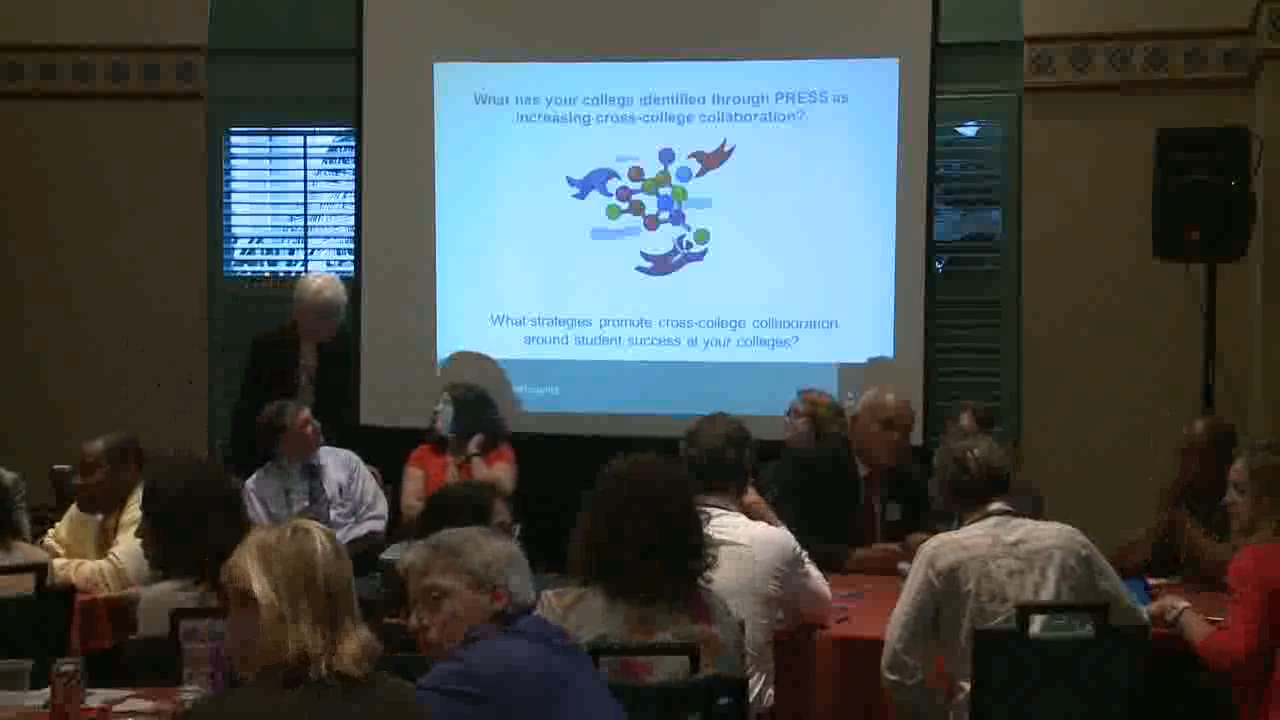 What has your college identified through PRESS as
increasing cross-college collaboration?
What strategies promote cross-college collaboration
around student success at your colleges?